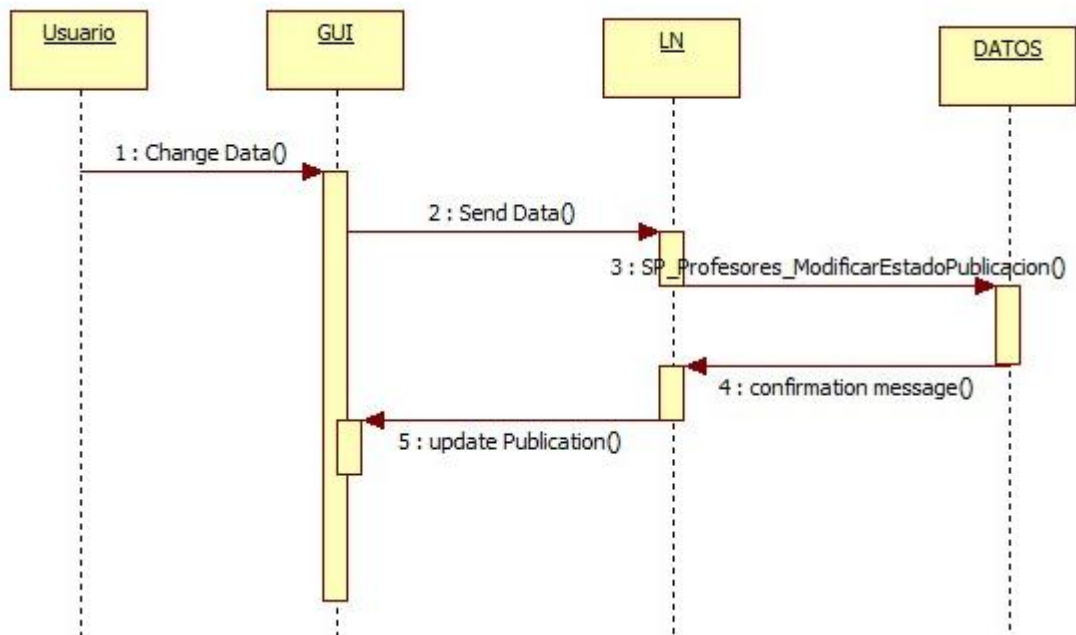 Usuario
GUI
LN
DATOS
1 : Change Data()
2 : Send Data()
3 : SP_Profesores_ModificarEstadoPublicacion()
4 : confirmation message()
5 : update Publication()